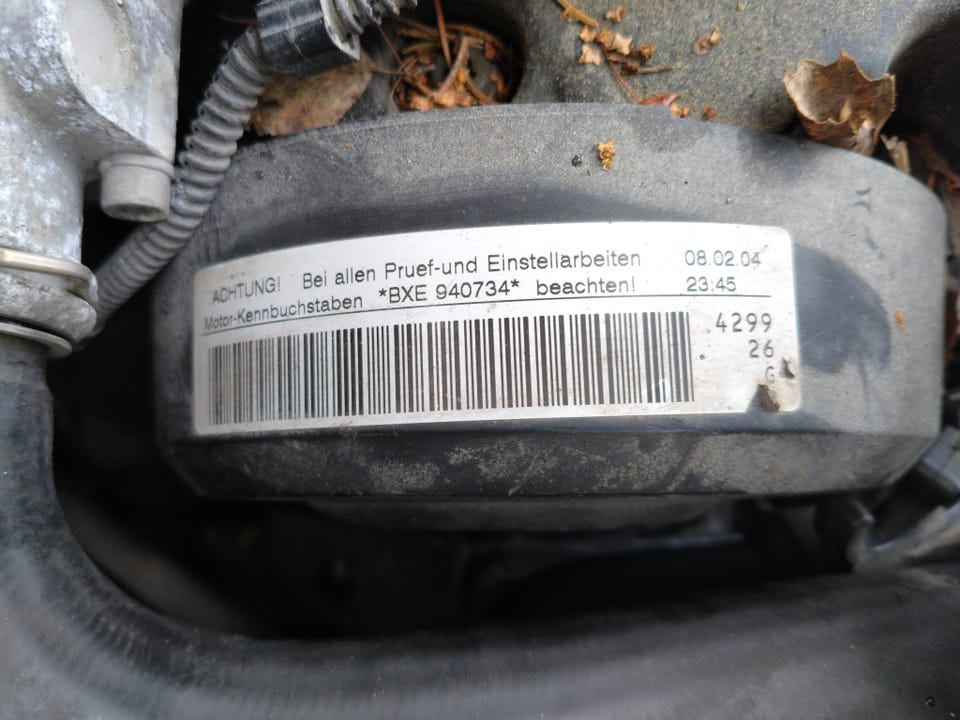 ACHTUNG! Bei allen Pruef-und Einstellarbeiten 08.02.04
Motor-Kennbuchstaben *BXE 940734* beachten! 23:45
4299
26
G